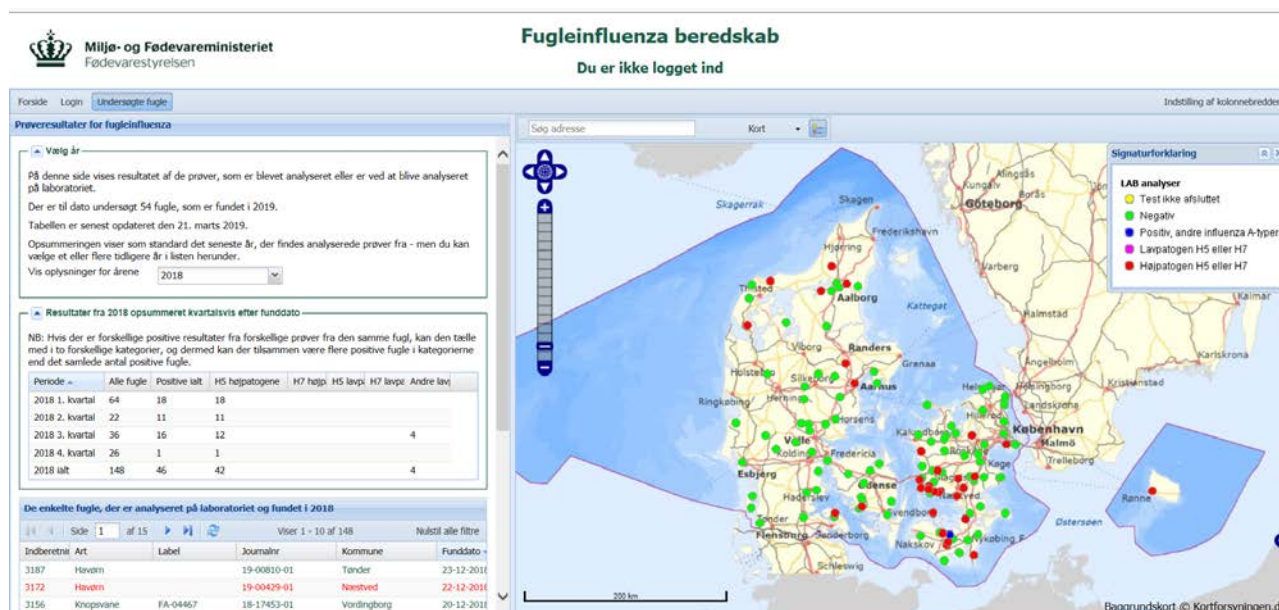 Miljø- og Fødevareministeriet
Fødevarestyrelsen
Fugleinfluenza beredskab
Du er ikke logget ind
Forside Login Undersøgte fugle
Indstilling af kolonnebredder
Prøveresultater for fugleinfluenza
Vælg år
På denne side vises resultatet af de prøver, som er blevet analyseret eller er ved at blive analyseret
på laboratoriet.
Der er til dato undersøgt 54 fugle, som er fundet i 2019.
Tabellen er senest opdateret den 21. marts 2019.
Opsummeringen viser som standard det seneste år, der findes analyserede prøver fra - men du kan
vælge et eller flere tidligere år i listen herunder.
Vis oplysninger for årene 2018
Resultater fra 2018 opsummeret kvartalsvis efter funddato
NB: Hvis der er forskellige positive resultater fra forskellige prøver fra den samme fugl, kan den tælle
med i to forskellige kategorier, og dermed kan der tilsammen være flere positive fugle i kategorierne
end det samlede antal positive fugle.
Periode Alle fugle Positive ialt H5 højpatogene H7 højp H5 lavpa H7 lavpa Andre lav
2018 1. kvartal 64 18 18
2018 2. kvartal 22 11 11
2018 3. kvartal 36 16 12 4
2018 4. kvartal 26 1 1
2018 ialt 148 46 42 4
De enkelte fugle, der er analyseret på laboratoriet og fundet i 2018
Side 1 af 15 Viser 1 - 10 af 148 Nulstil alle filtre
Indberetni Art Label Journalnr Kommune Funddato
3187 Havørn 19-00810-01 Tønder 23-12-2018
3172 Havørn 19-00429-01 Næstved 22-12-2018
3156 Knopsvane FA-04467 18-17453-01 Vordingborg 20-12-2018
Søg adresse Kort
Signaturforklaring
LAB analyser
Test ikke afsluttet
Negativ
Positiv, andre influenza A-typer
Lavpatogen H5 eller H7
Højpatogen H5 eller H7
Alingsås
Kungälv
Borås
Göteborg
Skagerrak
Skagen
Frederikshavn
Hjørring
Varberg
Thisted
Aalborg
Kattegat
Kalmar
Halmstad
Viborg
Randers
Grenaa
Ängelholm
Karlskrona
Holstebro
Silkeborg
Aarhus
Helsingør
Helsingborg
Kristianstad
Ringkøbing
Herning
Landskrona
Hillerød
Horsens
København
Kalundborg
Malmö
Vejle
Roskilde
Trelleborg
Kolding
Fredericia
Køge
Esbjerg
Odense
Haderslev
Næstved
Rønne
Svendborg
Tønder
Østersøen
Flensborg
Sønderborg
Nakskov
Nykøbing F
Schleswig
200 km
Baggrundskort © Kortforsyningen.d